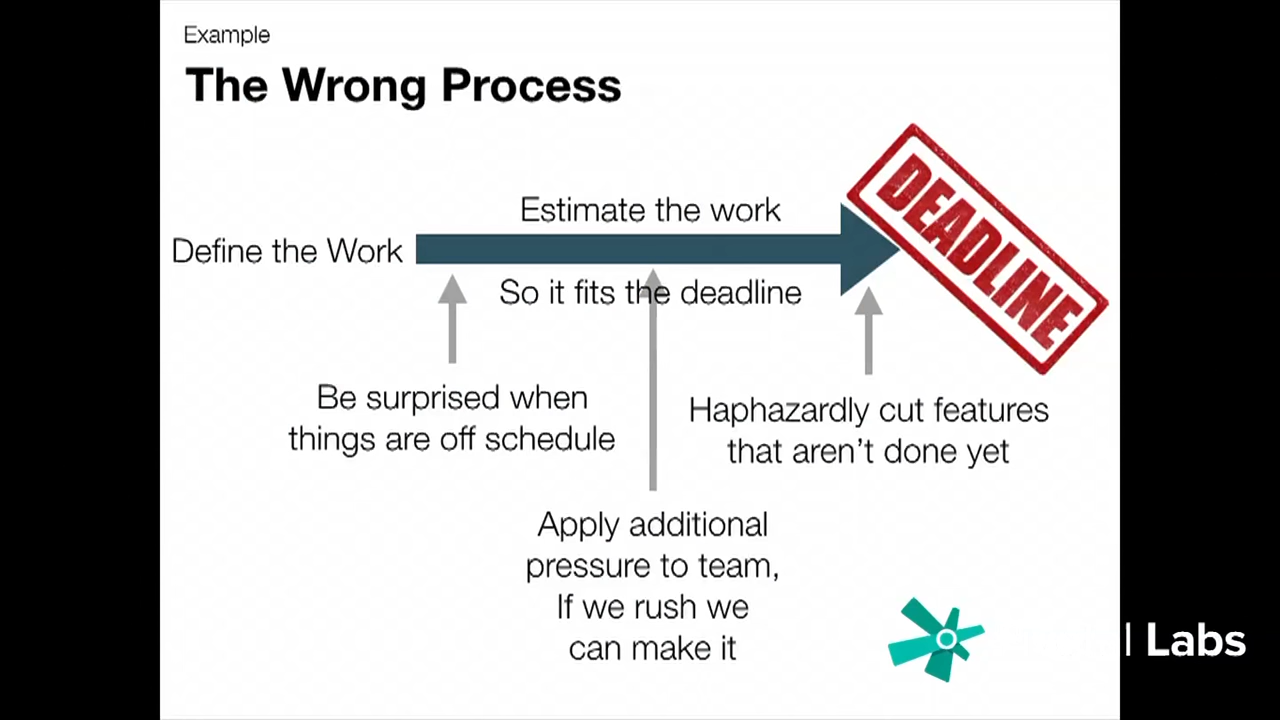 Example
The Wrong Process
DEADLINE
Estimate the work
Define the Work
So it fits the deadline
Be surprised when
things are off schedule
Haphazardly cut features
that aren't done yet
Apply additional
pressure to team,
If we rush we
can make it
Labs